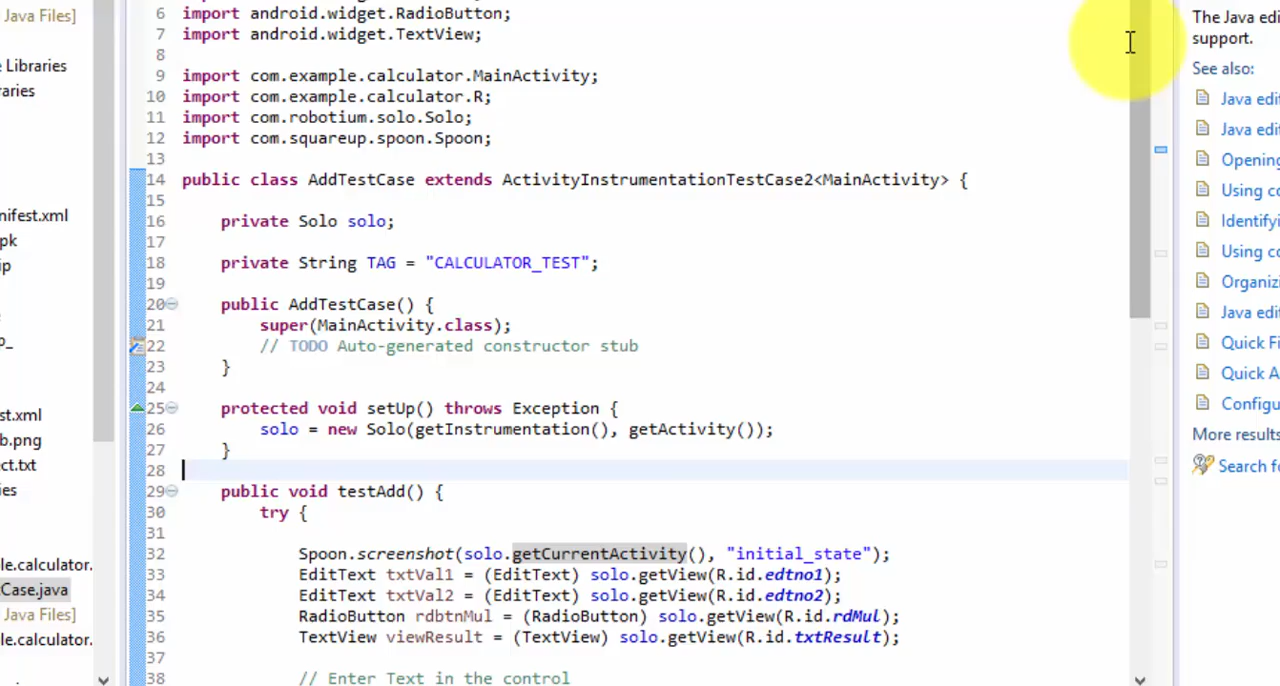 Java Files]
Libraries
aries
nifest.xml
pk
ip
p_
st.xml
b.png
ct.txt
ies
le.calculator.
Case.java
Java Files]
le.calculator.
6 import android.widget.RadioButton;
7 import android.widget.TextView;
8
9 import com.example.calculator.MainActivity;
10 import com.example.calculator.R;
11 import com.robotium.solo.Solo;
12 import com.squareup.spoon.Spoon;
13
14 public class AddTestCase extends ActivityInstrumentationTestCase2<MainActivity> {
15
16 private Solo solo;
17
18 private String TAG = "CALCULATOR_TEST";
19
20 public AddTestCase() {
21 super(MainActivity.class);
22 // TODO Auto-generated constructor stub
23 }
24
25 protected void setUp() throws Exception {
26 solo = new Solo(getInstrumentation(), getActivity());
27 }
28
29 public void testAdd() {
30 try {
31
32 Spoon.screenshot(solo.getCurrentActivity(), "initial_state");
33 EditText txtVal1 = (EditText) solo.getView(R.id.edtno1);
34 EditText txtVal2 = (EditText) solo.getView(R.id.edtno2);
35 RadioButton rdbtnMul = (RadioButton) solo.getView(R.id.rdMul);
36 TextView viewResult = (TextView) solo.getView(R.id.txtResult);
37
38 // Enter Text in the control
The Java edi
support.
See also:
Java edi
Java edi
Opening
Using co
Identifyi
Using co
Organizi
Java edi
Quick Fi
Quick A
Configu
More results
Search fo